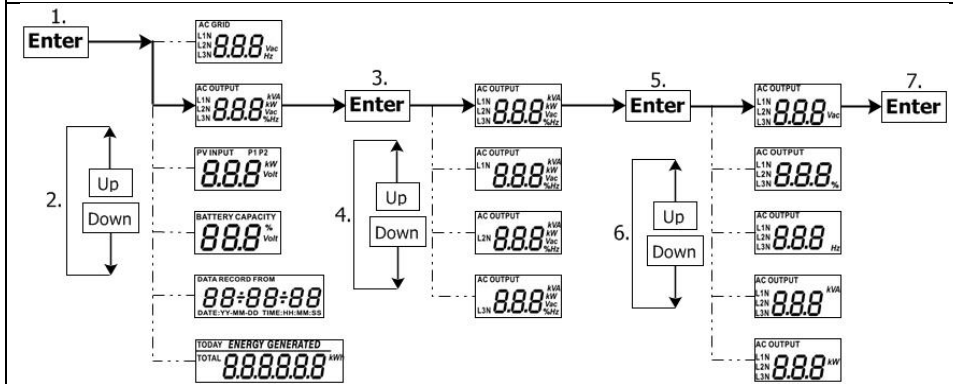 1.
Enter
AC GRID
L1N
L2N
L3N
8.8.8
Vac
Hz
AC OUTPUT
L1N
L2N
L3N
8.8.8
kVA
kW
Vac
%Hz
PV INPUT P1 P2
8.8.8
kW
Volt
BATTERY CAPACITY
8.8.8
%
Volt
DATA RECORD FROM
88:88:88
DATE:YY-MM-DD TIME:HH:MM:SS
TODAY ENERGY GENERATED
TOTAL 8.8.8.8.8.8 kWh
2.
Up
Down
3.
Enter
AC OUTPUT
L1N
L2N
L3N
8.8.8
kVA
kW
Vac
%Hz
AC OUTPUT
L1N
8.8.8
kVA
kW
Vac
%Hz
AC OUTPUT
L2N
8.8.8
kVA
kW
Vac
%Hz
AC OUTPUT
L3N
8.8.8
kVA
kW
Vac
%Hz
4.
Up
Down
5.
Enter
AC OUTPUT
L1N
L2N
L3N
8.8.8 Vac
AC OUTPUT
L1N
L2N
L3N
8.8.8 %
AC OUTPUT
L1N
L2N
L3N
8.8.8 Hz
AC OUTPUT
L1N
L2N
L3N
8.8.8 kVA
AC OUTPUT
L1N
L2N
L3N
8.8.8 kW
6.
Up
Down
7.
Enter